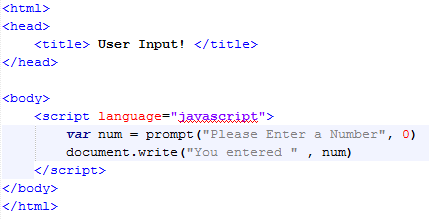 <html>
<head>
<title> User Input! </title>
</head>
<body>
<script language="javascript">
var num = prompt("Please Enter a Number", 0)
document.write("You entered " , num)
</script>
</body>
</html>